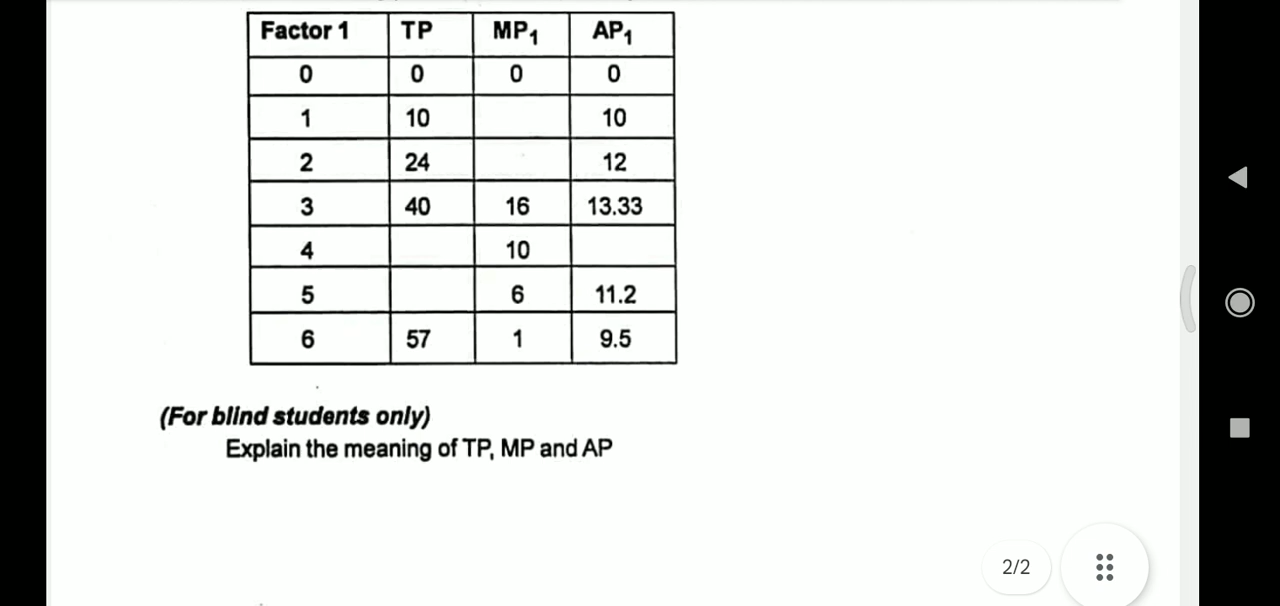 Factor 1 TP MP₁ AP₁
0 0 0 0
1 10 10
2 24 12
3 40 16 13.33
4 10
5 6 11.2
6 57 1 9.5
(For blind students only)
Explain the meaning of TP, MP and AP
2/2